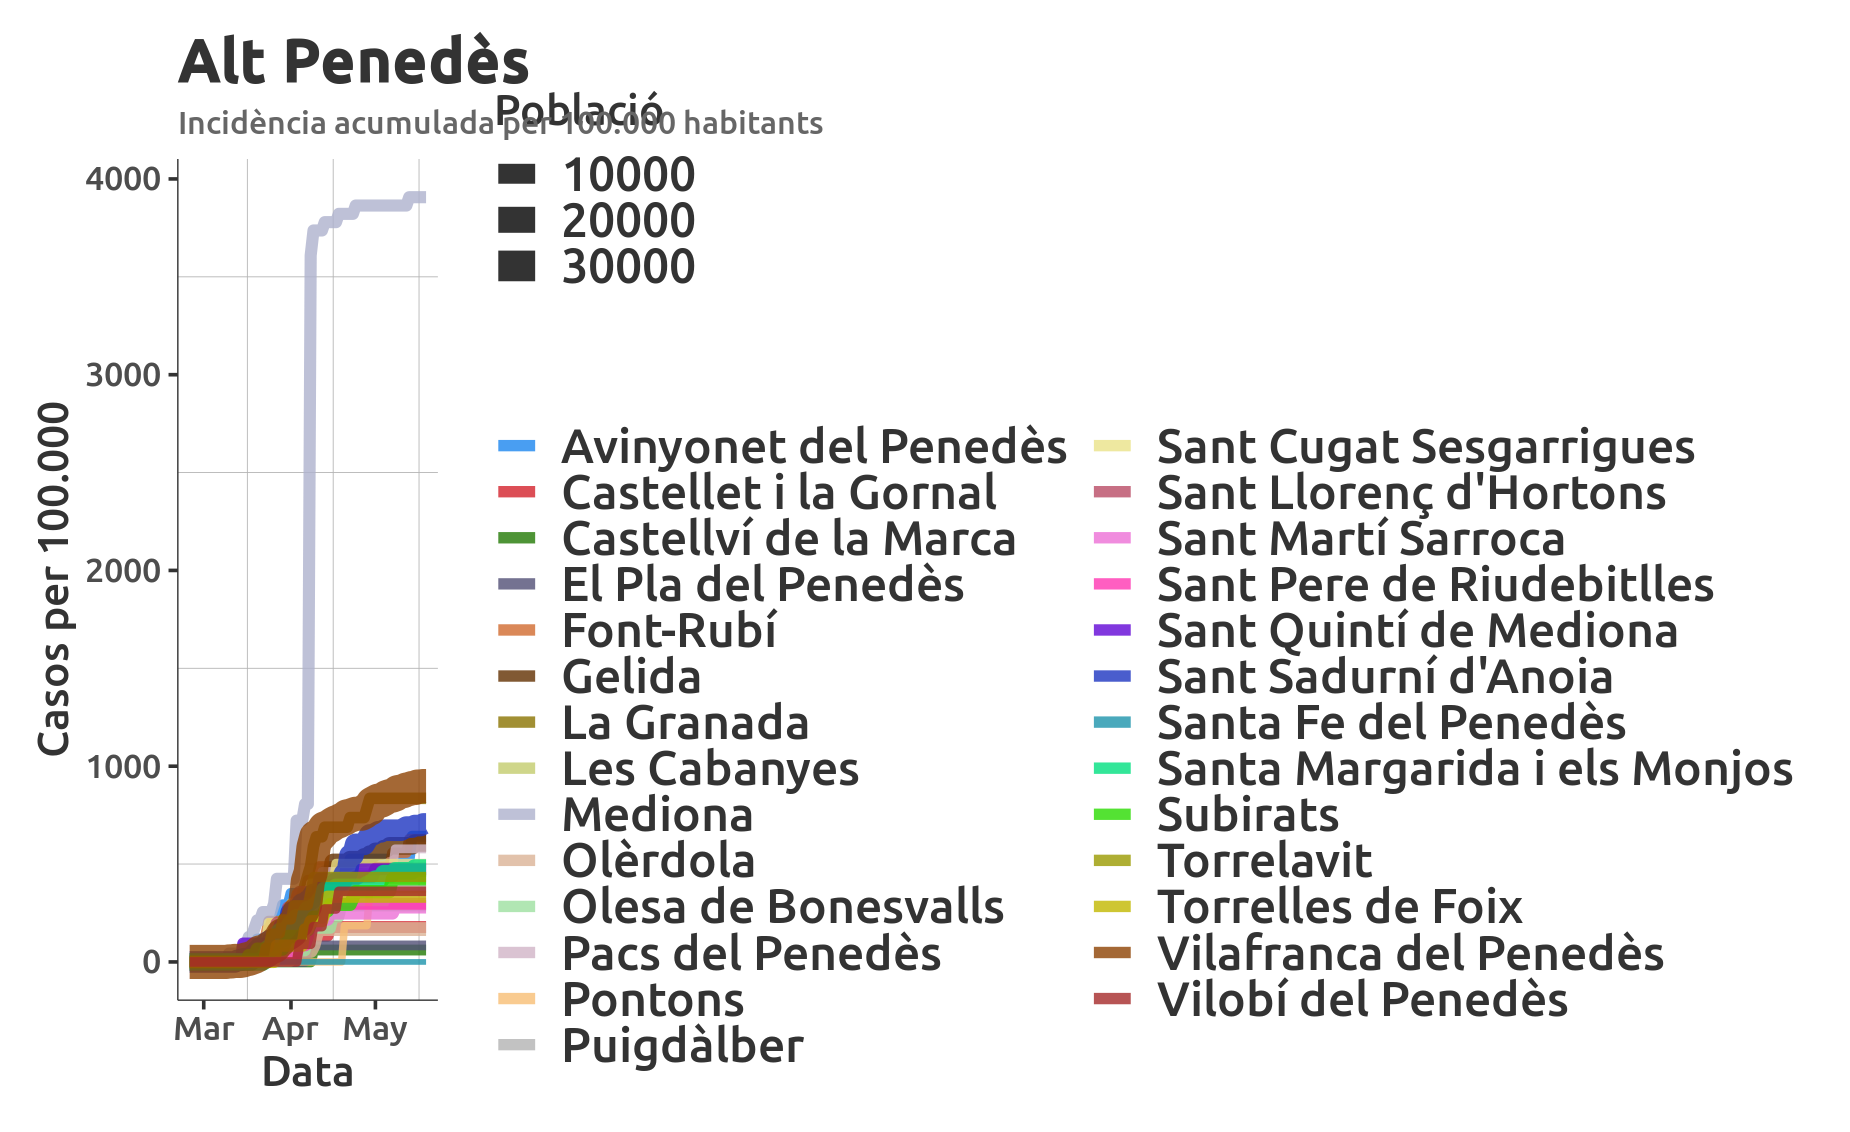 Alt Penedès
Incidència acumulada per 100.000 habitants
Població
10000
20000
30000
4000
3000
2000
1000
0
Casos per 100.000
Mar Apr May
Data
Avinyonet del Penedès
Castellet i la Gornal
Castellví de la Marca
El Pla del Penedès
Font-Rubí
Gelida
La Granada
Les Cabanyes
Mediona
Olèrdola
Olesa de Bonesvalls
Pacs del Penedès
Pontons
Puigdàlber
Sant Cugat Sesgarrigues
Sant Llorenç d'Hortons
Sant Martí Sarroca
Sant Pere de Riudebitlles
Sant Quintí de Mediona
Sant Sadurní d'Anoia
Santa Fe del Penedès
Santa Margarida i els Monjos
Subirats
Torrelavit
Torrelles de Foix
Vilafranca del Penedès
Vilobí del Penedès